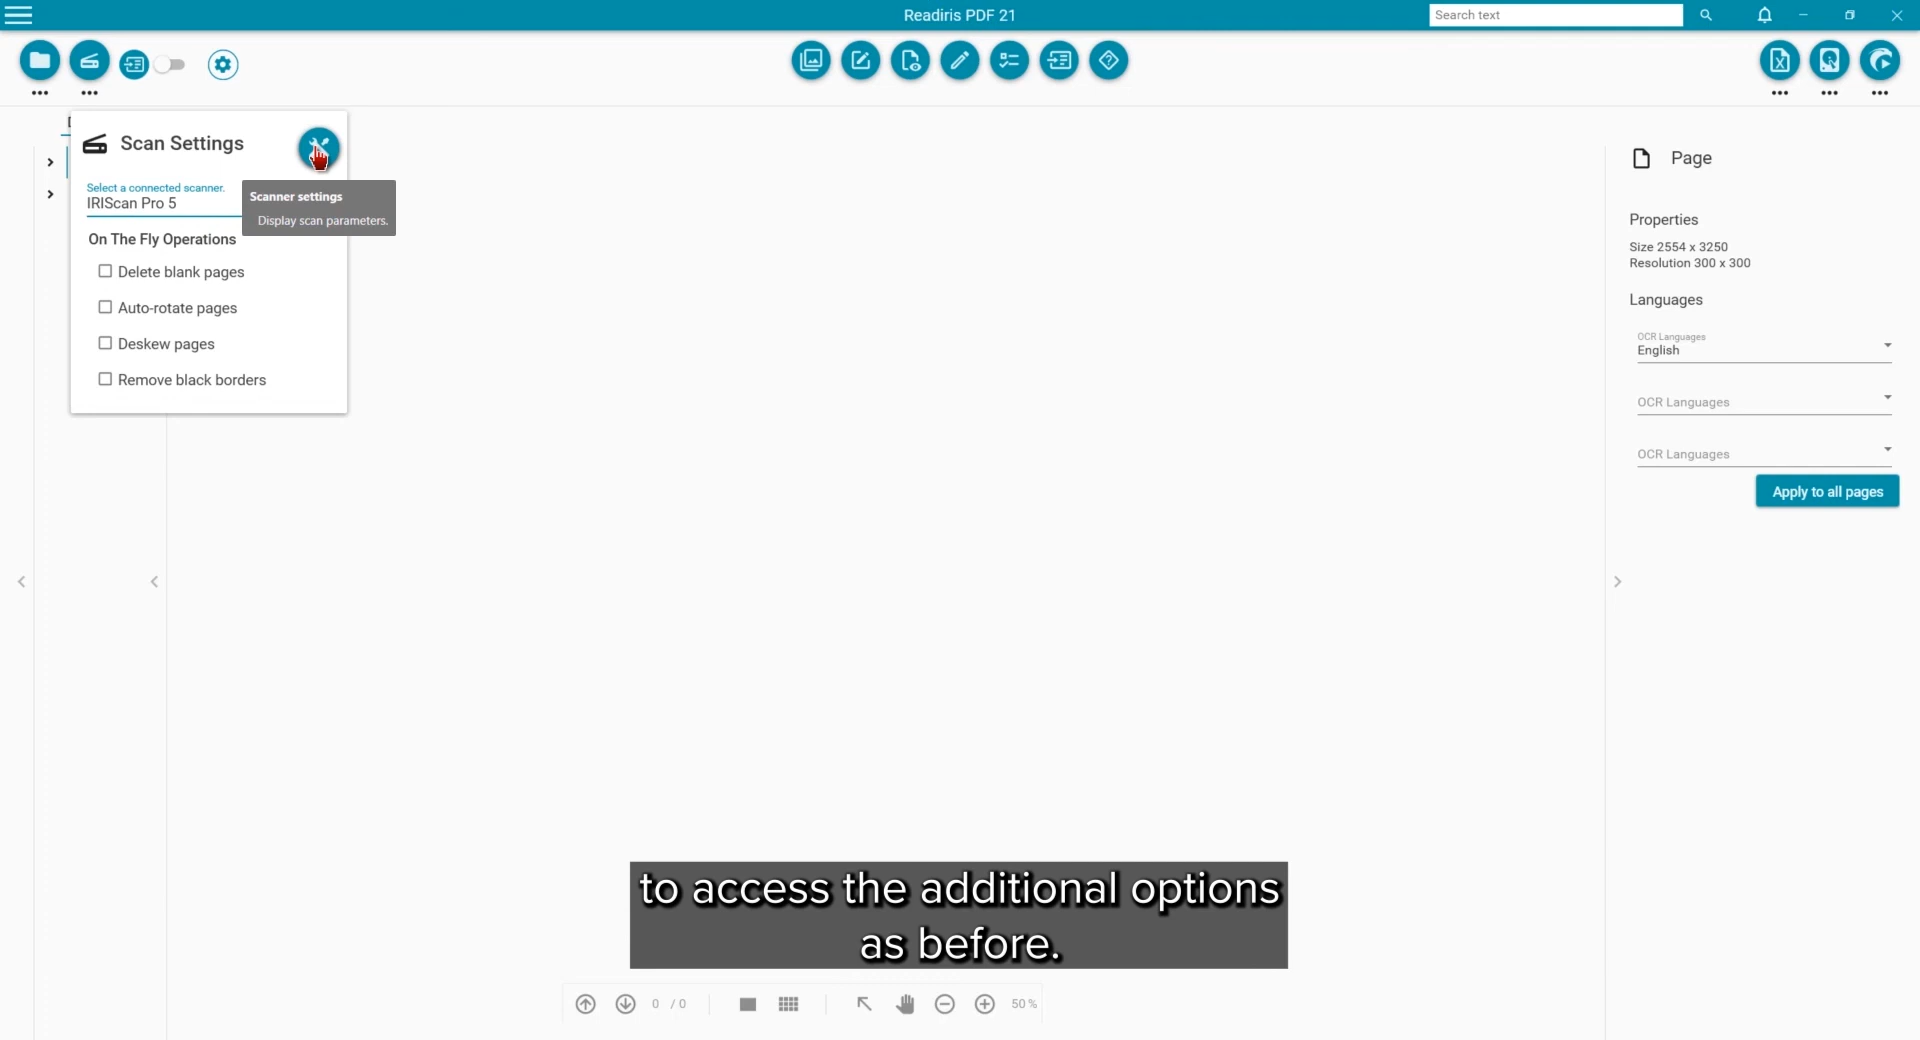 Readiris PDF 21
Search text
Scan Settings
Select a connected scanner.
IRIScan Pro 5
Scanner settings
Display scan parameters.
On The Fly Operations
Delete blank pages
Auto-rotate pages
Deskew pages
Remove black borders
Page
Properties
Size 2554 x 3250
Resolution 300 x 300
Languages
OCR Languages
English
OCR Languages
OCR Languages
Apply to all pages
to access the additional options
as before.
0 / 0
50 %